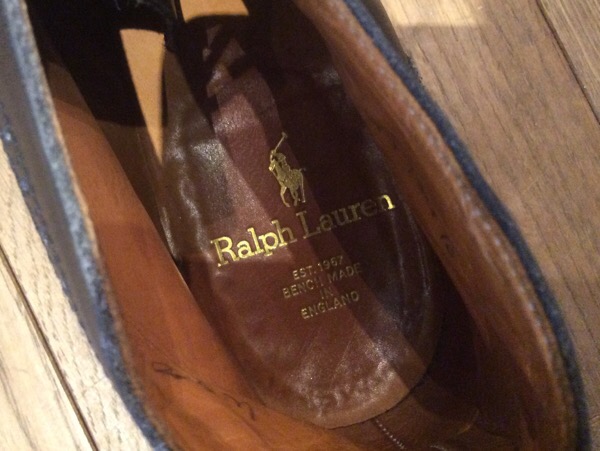 Ralph Lauren
EST. 1967
BENCH MADE
IN
ENGLAND